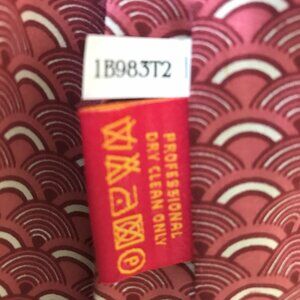 1B983T2
PROFESSIONAL
DRY CLEAN ONLY
P